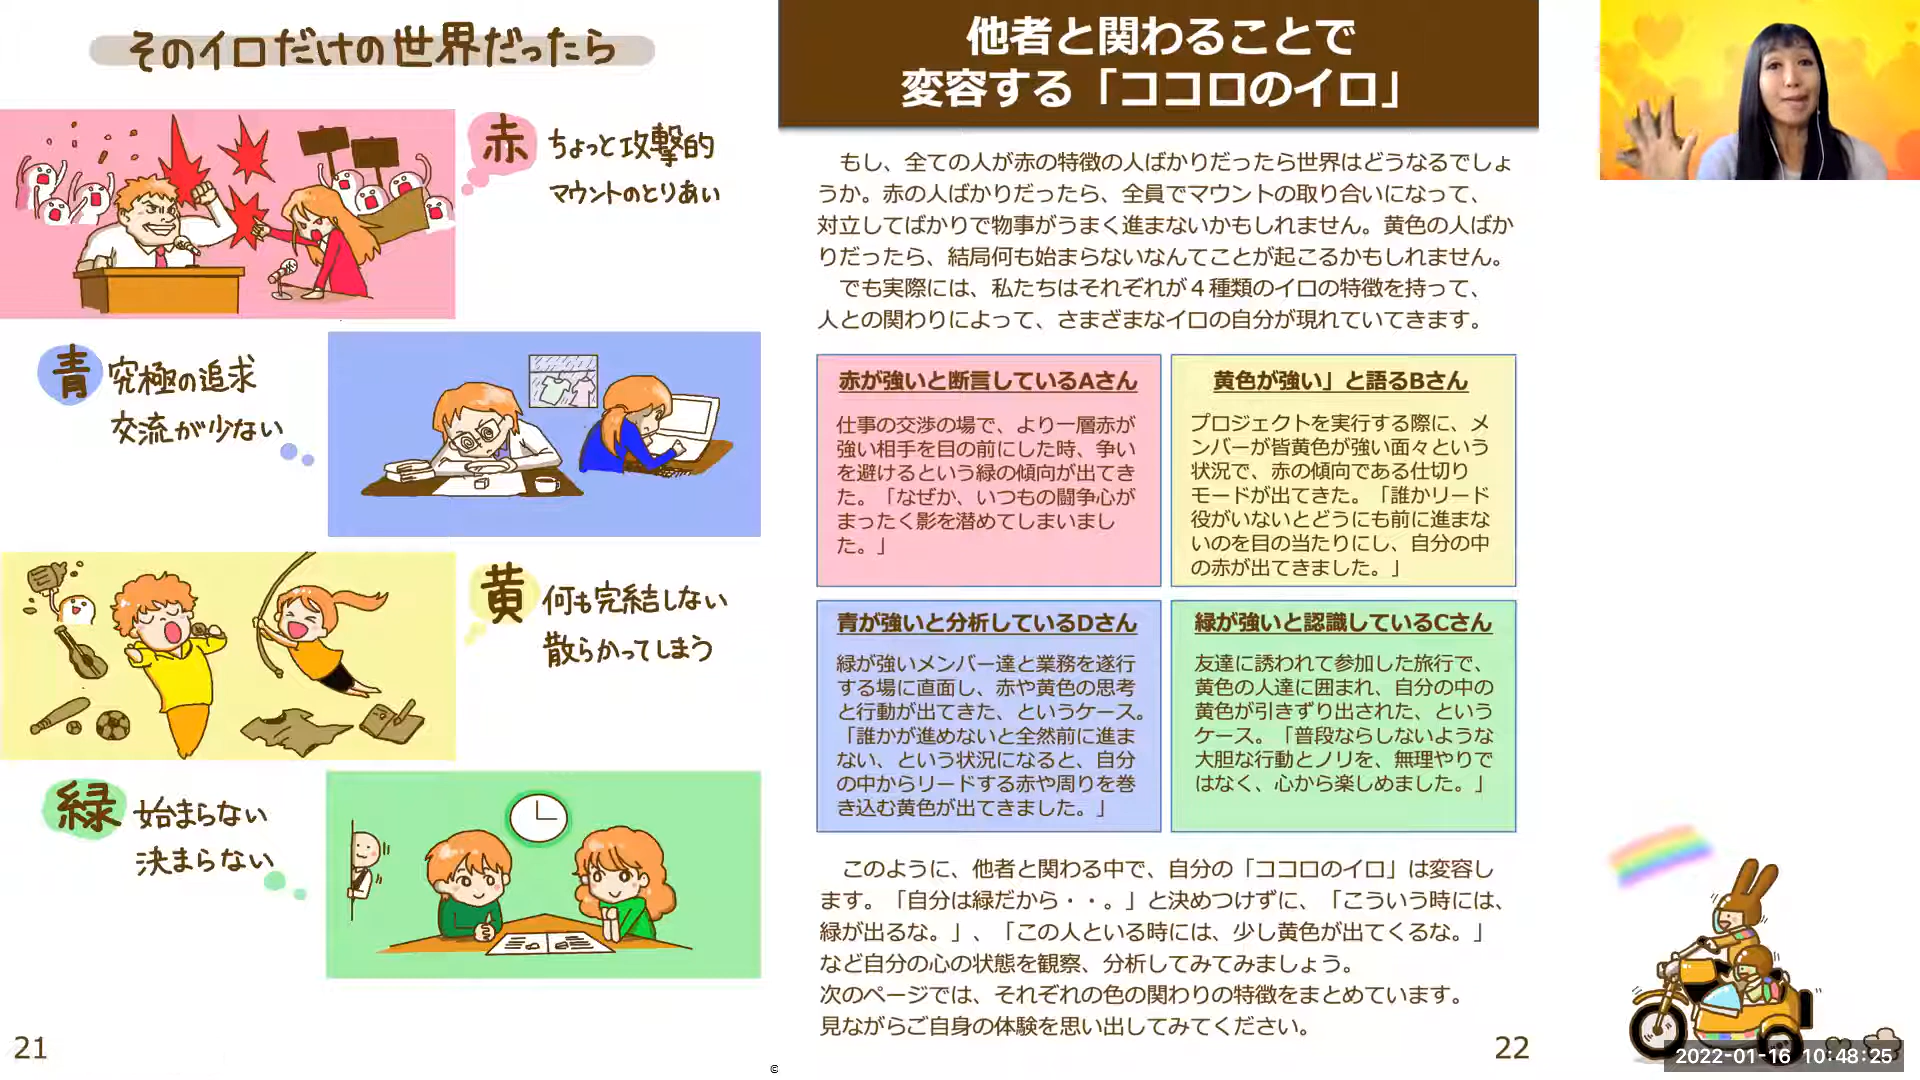 そのイロだけの世界だったら
赤 ちょっと攻撃的
マウントのとりあい
青 究極の追求
交流が少ない
黄 何も完結しない
散らかってしまう
緑 始まらない
決まらない
21
他者と関わることで
変容する「ココロのイロ」
もし、全ての人が赤の特徴の人ばかりだったら世界はどうなるでしょ
うか。赤の人ばかりだったら、全員でマウントの取り合いになって、
対立してばかりで物事がうまく進まないかもしれません。黄色の人ばか
りだったら、結局何も始まらないなんてことが起こるかもしれません。
でも実際には、私たちはそれぞれが４種類のイロの特徴を持って、
人との関わりによって、さまざまなイロの自分が現れていてきます。
赤が強いと断言しているAさん
仕事の交渉の場で、より一層赤が
強い相手を目の前にした時、争い
を避けるという緑の傾向が出てき
た。「なぜか、いつもの闘争心が
まったく影を潜めてしまいまし
た。」
黄色が強い」と語るBさん
プロジェクトを実行する際に、メ
ンバーが皆黄色が強い面々という
状況で、赤の傾向である仕切り
モードが出てきた。「誰かリード
役がいないとどうにも前に進まな
いのを目の当たりにし、自分の中
の赤が出てきました。」
青が強いと分析しているDさん
緑が強いメンバー達と業務を遂行
する場に直面し、赤や黄色の思考
と行動が出てきた、というケース。
「誰かが進めないと全然前に進ま
ない、という状況になると、自分
の中からリードする赤や周りを巻
き込む黄色が出てきました。」
緑が強いと認識しているCさん
友達に誘われて参加した旅行で、
黄色の人達に囲まれ、自分の中の
黄色が引きずり出された、という
ケース。「普段ならしないような
大胆な行動とノリを、無理やりで
はなく、心から楽しめました。」
このように、他者と関わる中で、自分の「ココロのイロ」は変容し
ます。「自分は緑だから・・。」と決めつけずに、「こういう時には、
緑が出るな。」、「この人といる時には、少し黄色が出てくるな。」
など自分の心の状態を観察、分析してみてみましょう。
次のページでは、それぞれの色の関わりの特徴をまとめています。
見ながらご自身の体験を思い出してみてください。
22
©
2022-01-16 10:48:25